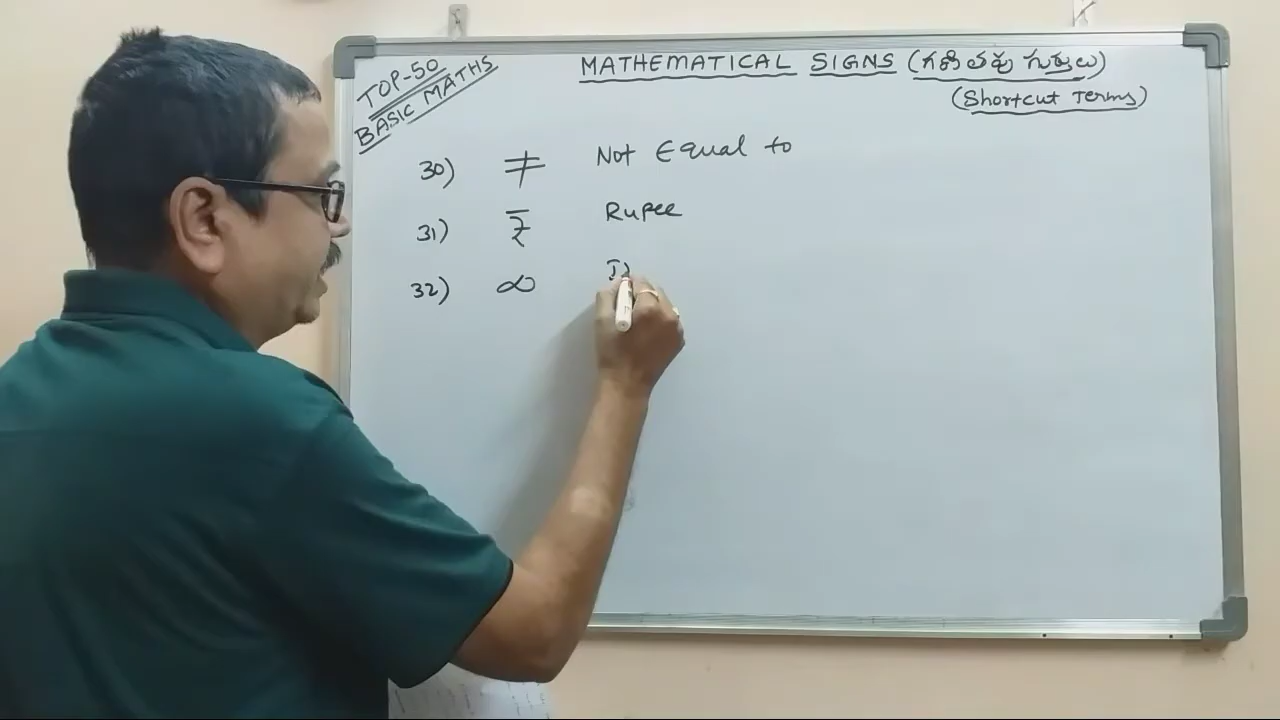 TOP-50
BASIC MATHS
MATHEMATICAL SIGNS (గణితపు గుర్తులు)
(Shortcut Terms)
30) ≠ Not Equal to
31) ₹ Rupee
32) ∞ In